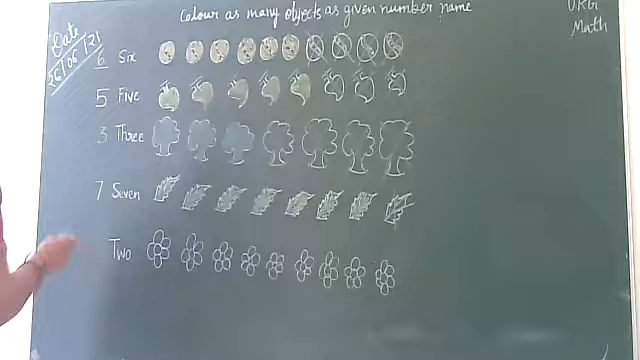 Colour as many objects as given number name
UKG
Math
Date
26/06/21
6 Six
5 Five
3 Three
7 Seven
Two